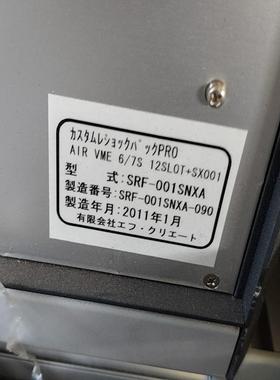 ｶｽﾀﾑﾚｼｮｯｸﾊﾞｯｸPRO
AIR VME 6/7S 12SLOT+SX001
型　　式: SRF-001SNXA
製造番号: SRF-001SNXA-090
製造年月: 2011年1月
有限会社エフ・クリエート